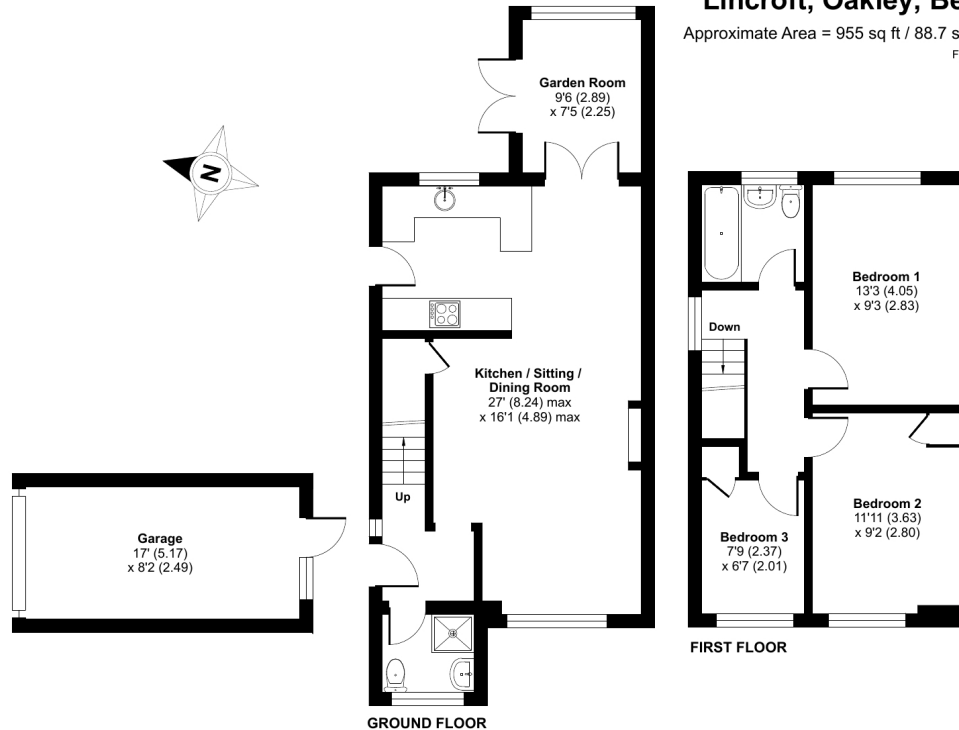 Lincroft, Oakley, Be
Approximate Area = 955 sq ft / 88.7 s
F
Garden Room
9'6 (2.89)
x 7'5 (2.25)
N
Kitchen / Sitting /
Dining Room
27' (8.24) max
x 16'1 (4.89) max
Up
Garage
17' (5.17)
x 8'2 (2.49)
GROUND FLOOR
Bedroom 1
13'3 (4.05)
x 9'3 (2.83)
Down
Bedroom 2
11'11 (3.63)
x 9'2 (2.80)
Bedroom 3
7'9 (2.37)
x 6'7 (2.01)
FIRST FLOOR